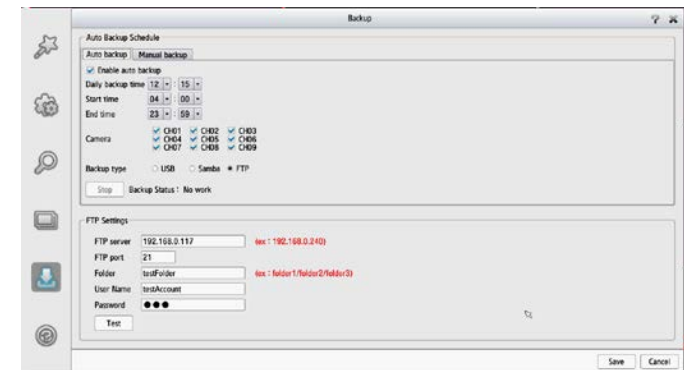 Backup
Auto Backup Schedule
Auto backup Manual backup
Enable auto backup
Daily backup time 12 : 15
Start time 04 : 00
End time 23 : 59
Camera
CH01 CH02 CH03
CH04 CH05 CH06
CH07 CH08 CH09
Backup type USB Samba FTP
Stop Backup Status : No work
FTP Settings
FTP server 192.168.0.117 (ex : 192.168.0.240)
FTP port 21
Folder testFolder (ex : folder1/folder2/folder3)
User Name testAccount
Password ●●●
Test
Save Cancel